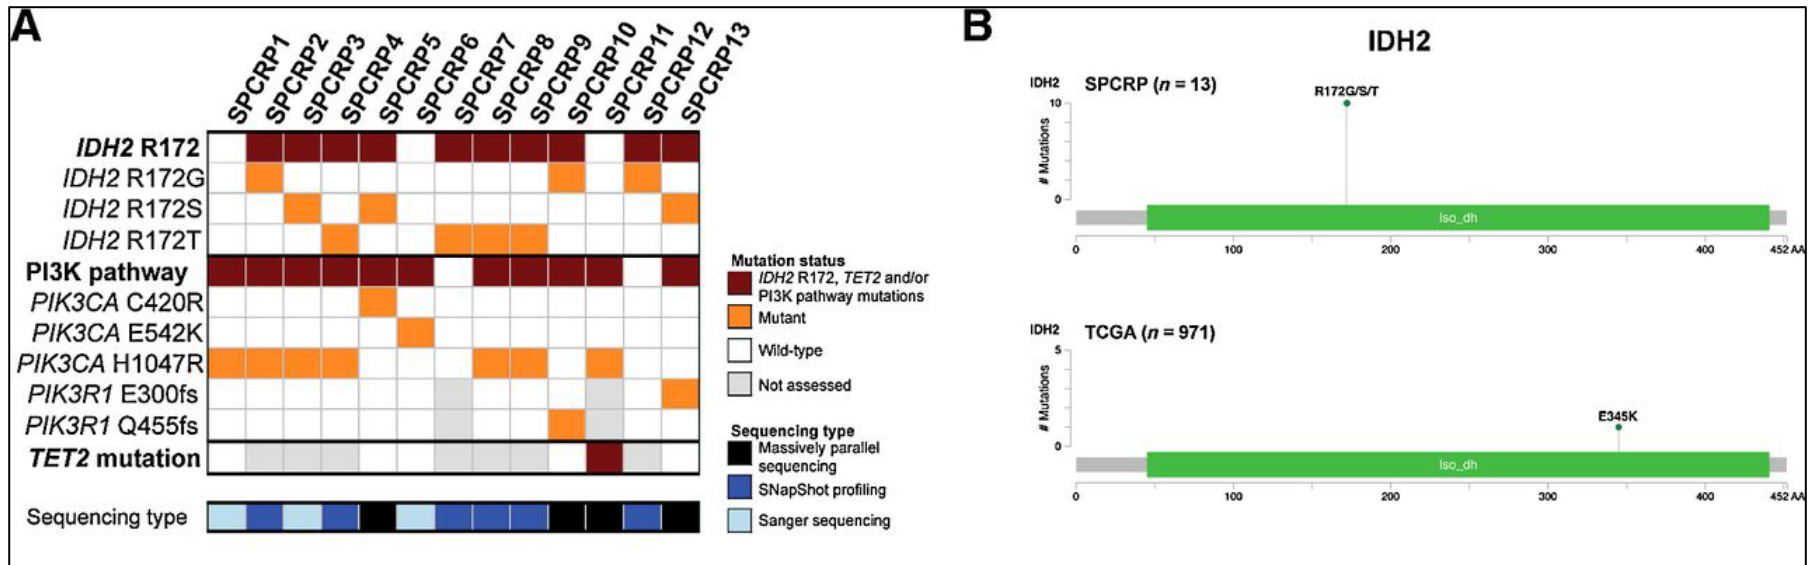 A
SPCRP1
SPCRP2
SPCRP3
SPCRP4
SPCRP5
SPCRP6
SPCRP7
SPCRP8
SPCRP9
SPCRP10
SPCRP11
SPCRP12
SPCRP13
IDH2 R172
IDH2 R172G
IDH2 R172S
IDH2 R172T
PI3K pathway
PIK3CA C420R
PIK3CA E542K
PIK3CA H1047R
PIK3R1 E300fs
PIK3R1 Q455fs
TET2 mutation
Sequencing type
Mutation status
IDH2 R172, TET2 and/or
PI3K pathway mutations
Mutant
Wild-type
Not assessed
Sequencing type
Massively parallel
sequencing
SNapShot profiling
Sanger sequencing
B
IDH2
IDH2
SPCRP (n = 13)
R172G/S/T
10
# Mutations
0
Iso_dh
0
100
200
300
400
452 AA
IDH2
TCGA (n = 971)
5
# Mutations
E345K
0
Iso_dh
0
100
200
300
400
452 AA